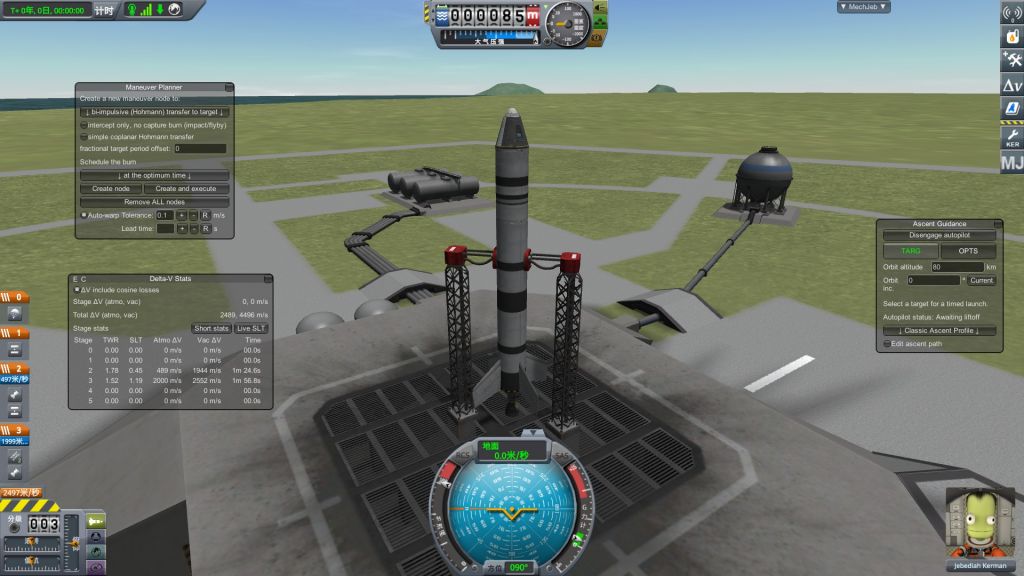 T+ 0年, 0日, 00:00:00 计时
000085m
大气压强
▼ MechJeb ▼
Δv
KER
MJ
Maneuver Planner
Create a new maneuver node to:
↓ bi-impulsive (Hohmann) transfer to target ↓
intercept only, no capture burn (impact/flyby)
simple coplanar Hohmann transfer
fractional target period offset: 0
Schedule the burn
↓ at the optimum time ↓
Create node Create and execute
Remove ALL nodes
Auto-warp Tolerance: 0.1 + - R m/s
Lead time: + - R s
E C Delta-V Stats
ΔV include cosine losses
Stage ΔV (atmo, vac) 0, 0 m/s
Total ΔV (atmo, vac) 2489, 4496 m/s
Stage stats Short stats Live SLT
Stage TWR SLT Atmo ΔV Vac ΔV Time
0 0.00 0.00 0 m/s 0 m/s 00.0s
1 0.00 0.00 0 m/s 0 m/s 00.0s
2 1.78 0.45 489 m/s 1944 m/s 1m 24.6s
3 1.52 1.19 2000 m/s 2552 m/s 1m 56.8s
4 0.00 0.00 0 m/s 0 m/s 00.0s
5 0.00 0.00 0 m/s 0 m/s 00.0s
Ascent Guidance
Disengage autopilot
TARG OPTS
Orbit altitude 80 km
Orbit inc. 0 ° Current
Select a target for a timed launch.
Autopilot status: Awaiting liftoff
↓ Classic Ascent Profile ↓
Edit ascent path
0
1
2
497米/秒
3
1999米...
2497米/秒
分级
003
地面
0.0米/秒
RCS SAS
方位 090°
Jebediah Kerman